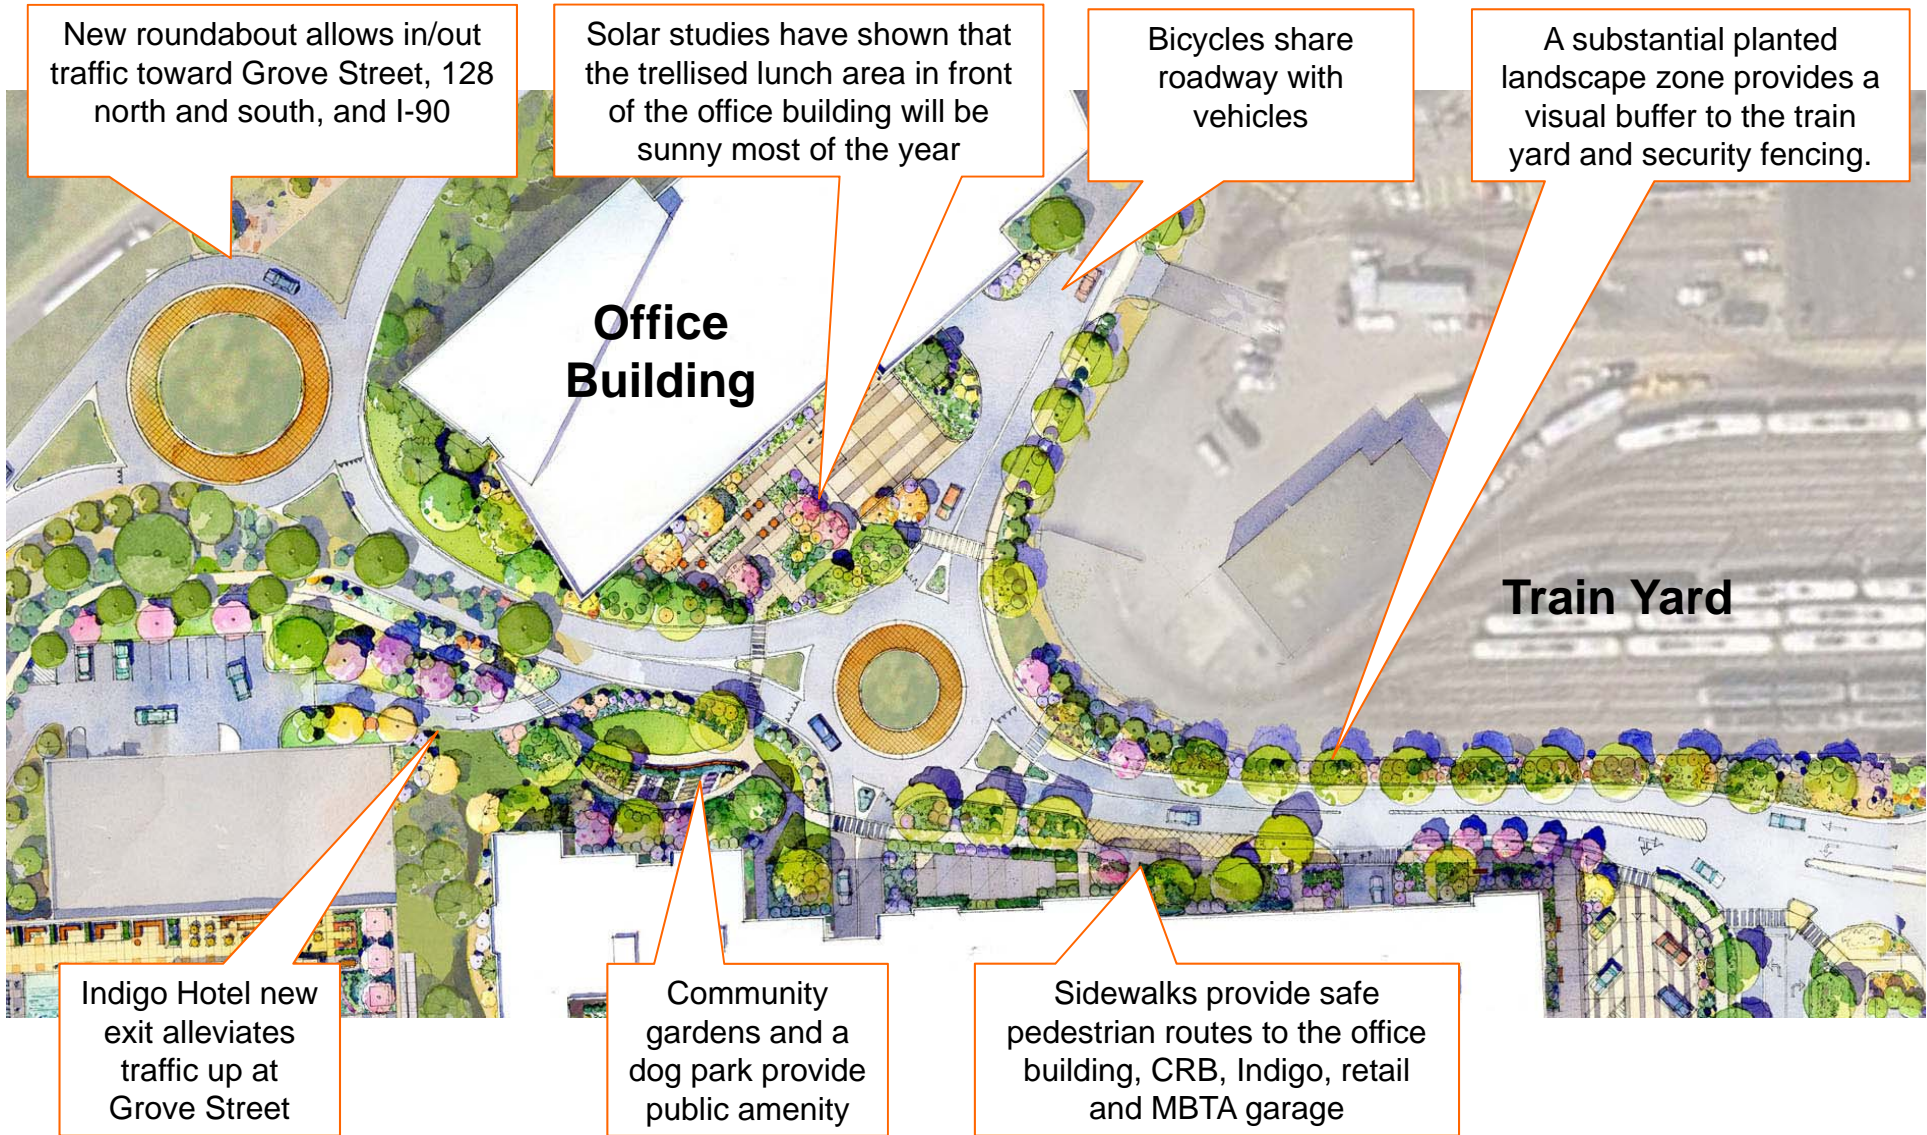 New roundabout allows in/out
traffic toward Grove Street, 128
north and south, and I-90
Solar studies have shown that
the trellised lunch area in front
of the office building will be
sunny most of the year
Bicycles share
roadway with
vehicles
A substantial planted
landscape zone provides a
visual buffer to the train
yard and security fencing.
Office
Building
Train Yard
Indigo Hotel new
exit alleviates
traffic up at
Grove Street
Community
gardens and a
dog park provide
public amenity
Sidewalks provide safe
pedestrian routes to the office
building, CRB, Indigo, retail
and MBTA garage